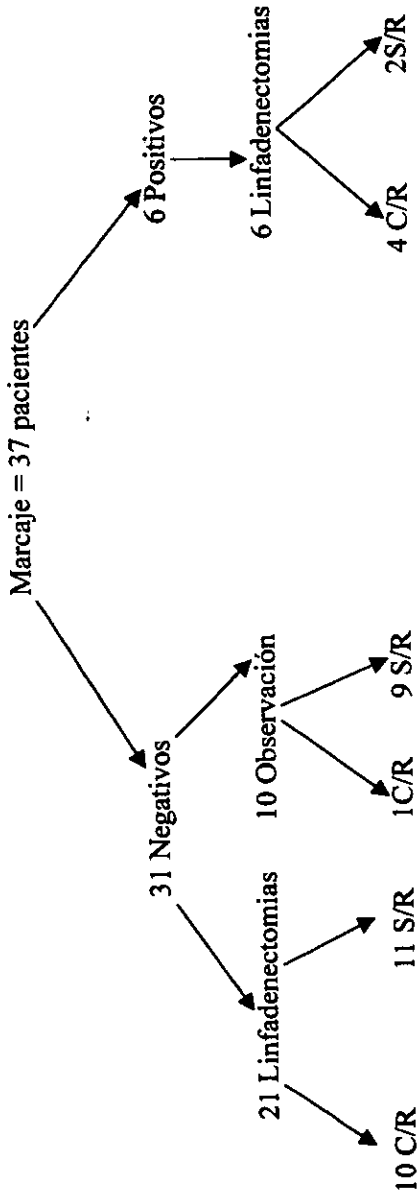 Marcaje = 37 pacientes
31 Negativos
6 Positivos
21 Linfadenectomias
10 Observación
6 Linfadenectomias
10 C/R
11 S/R
1C/R
9 S/R
4 C/R
2S/R